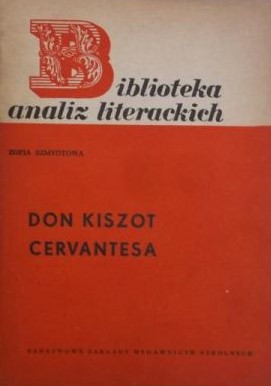 Biblioteka
analiz literackich
ZOFIA SZMYDTOWA
DON KISZOT
CERVANTESA
PAŃSTWOWE ZAKŁADY WYDAWNICTW SZKOLNYCH